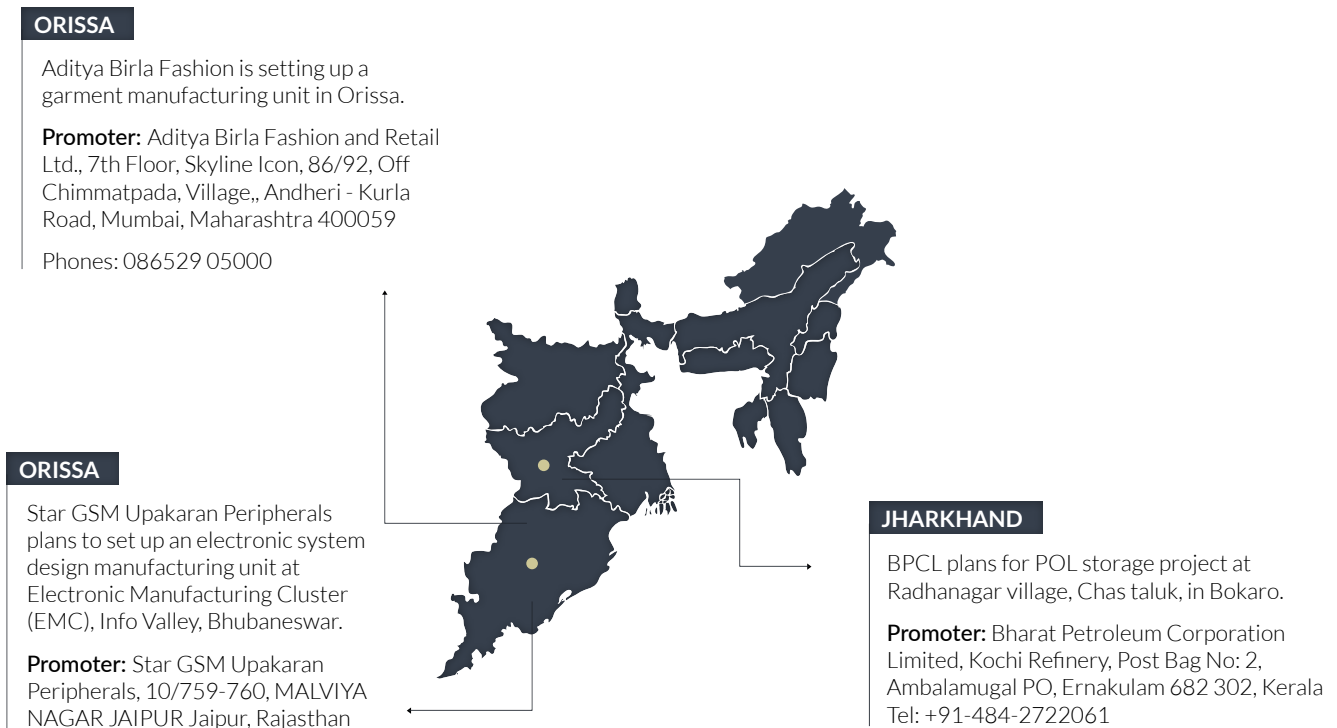 ORISSA
Aditya Birla Fashion is setting up a
garment manufacturing unit in Orissa.
Promoter: Aditya Birla Fashion and Retail
Ltd., 7th Floor, Skyline Icon, 86/92, Off
Chimmatpada, Village,, Andheri - Kurla
Road, Mumbai, Maharashtra 400059
Phones: 086529 05000
ORISSA
Star GSM Upakaran Peripherals
plans to set up an electronic system
design manufacturing unit at
Electronic Manufacturing Cluster
(EMC), Info Valley, Bhubaneswar.
Promoter: Star GSM Upakaran
Peripherals, 10/759-760, MALVIYA
NAGAR JAIPUR Jaipur, Rajasthan
JHARKHAND
BPCL plans for POL storage project at
Radhanagar village, Chas taluk, in Bokaro.
Promoter: Bharat Petroleum Corporation
Limited, Kochi Refinery, Post Bag No: 2,
Ambalamugal PO, Ernakulam 682 302, Kerala
Tel: +91-484-2722061